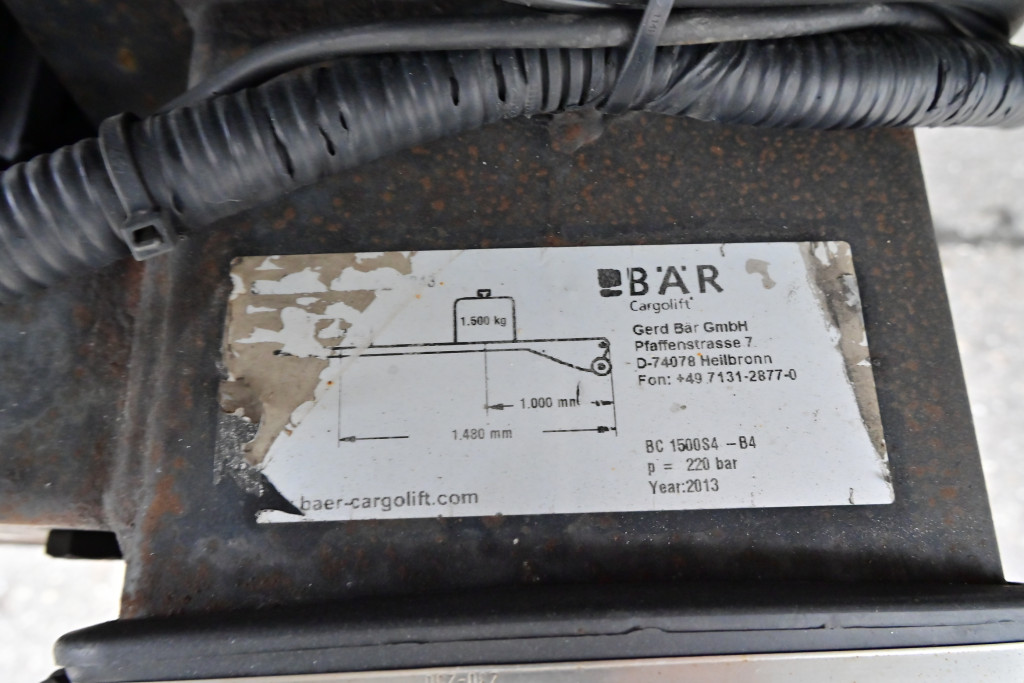 BÄR
Cargolift
1.500 kg
Gerd Bär GmbH
Pfaffenstrasse 7
D-74078 Heilbronn
Fon: +49 7131-2877-0
1.000 mm
1.480 mm
BC 1500S4 - B4
p = 220 bar
Year:2013
baer-cargolift.com